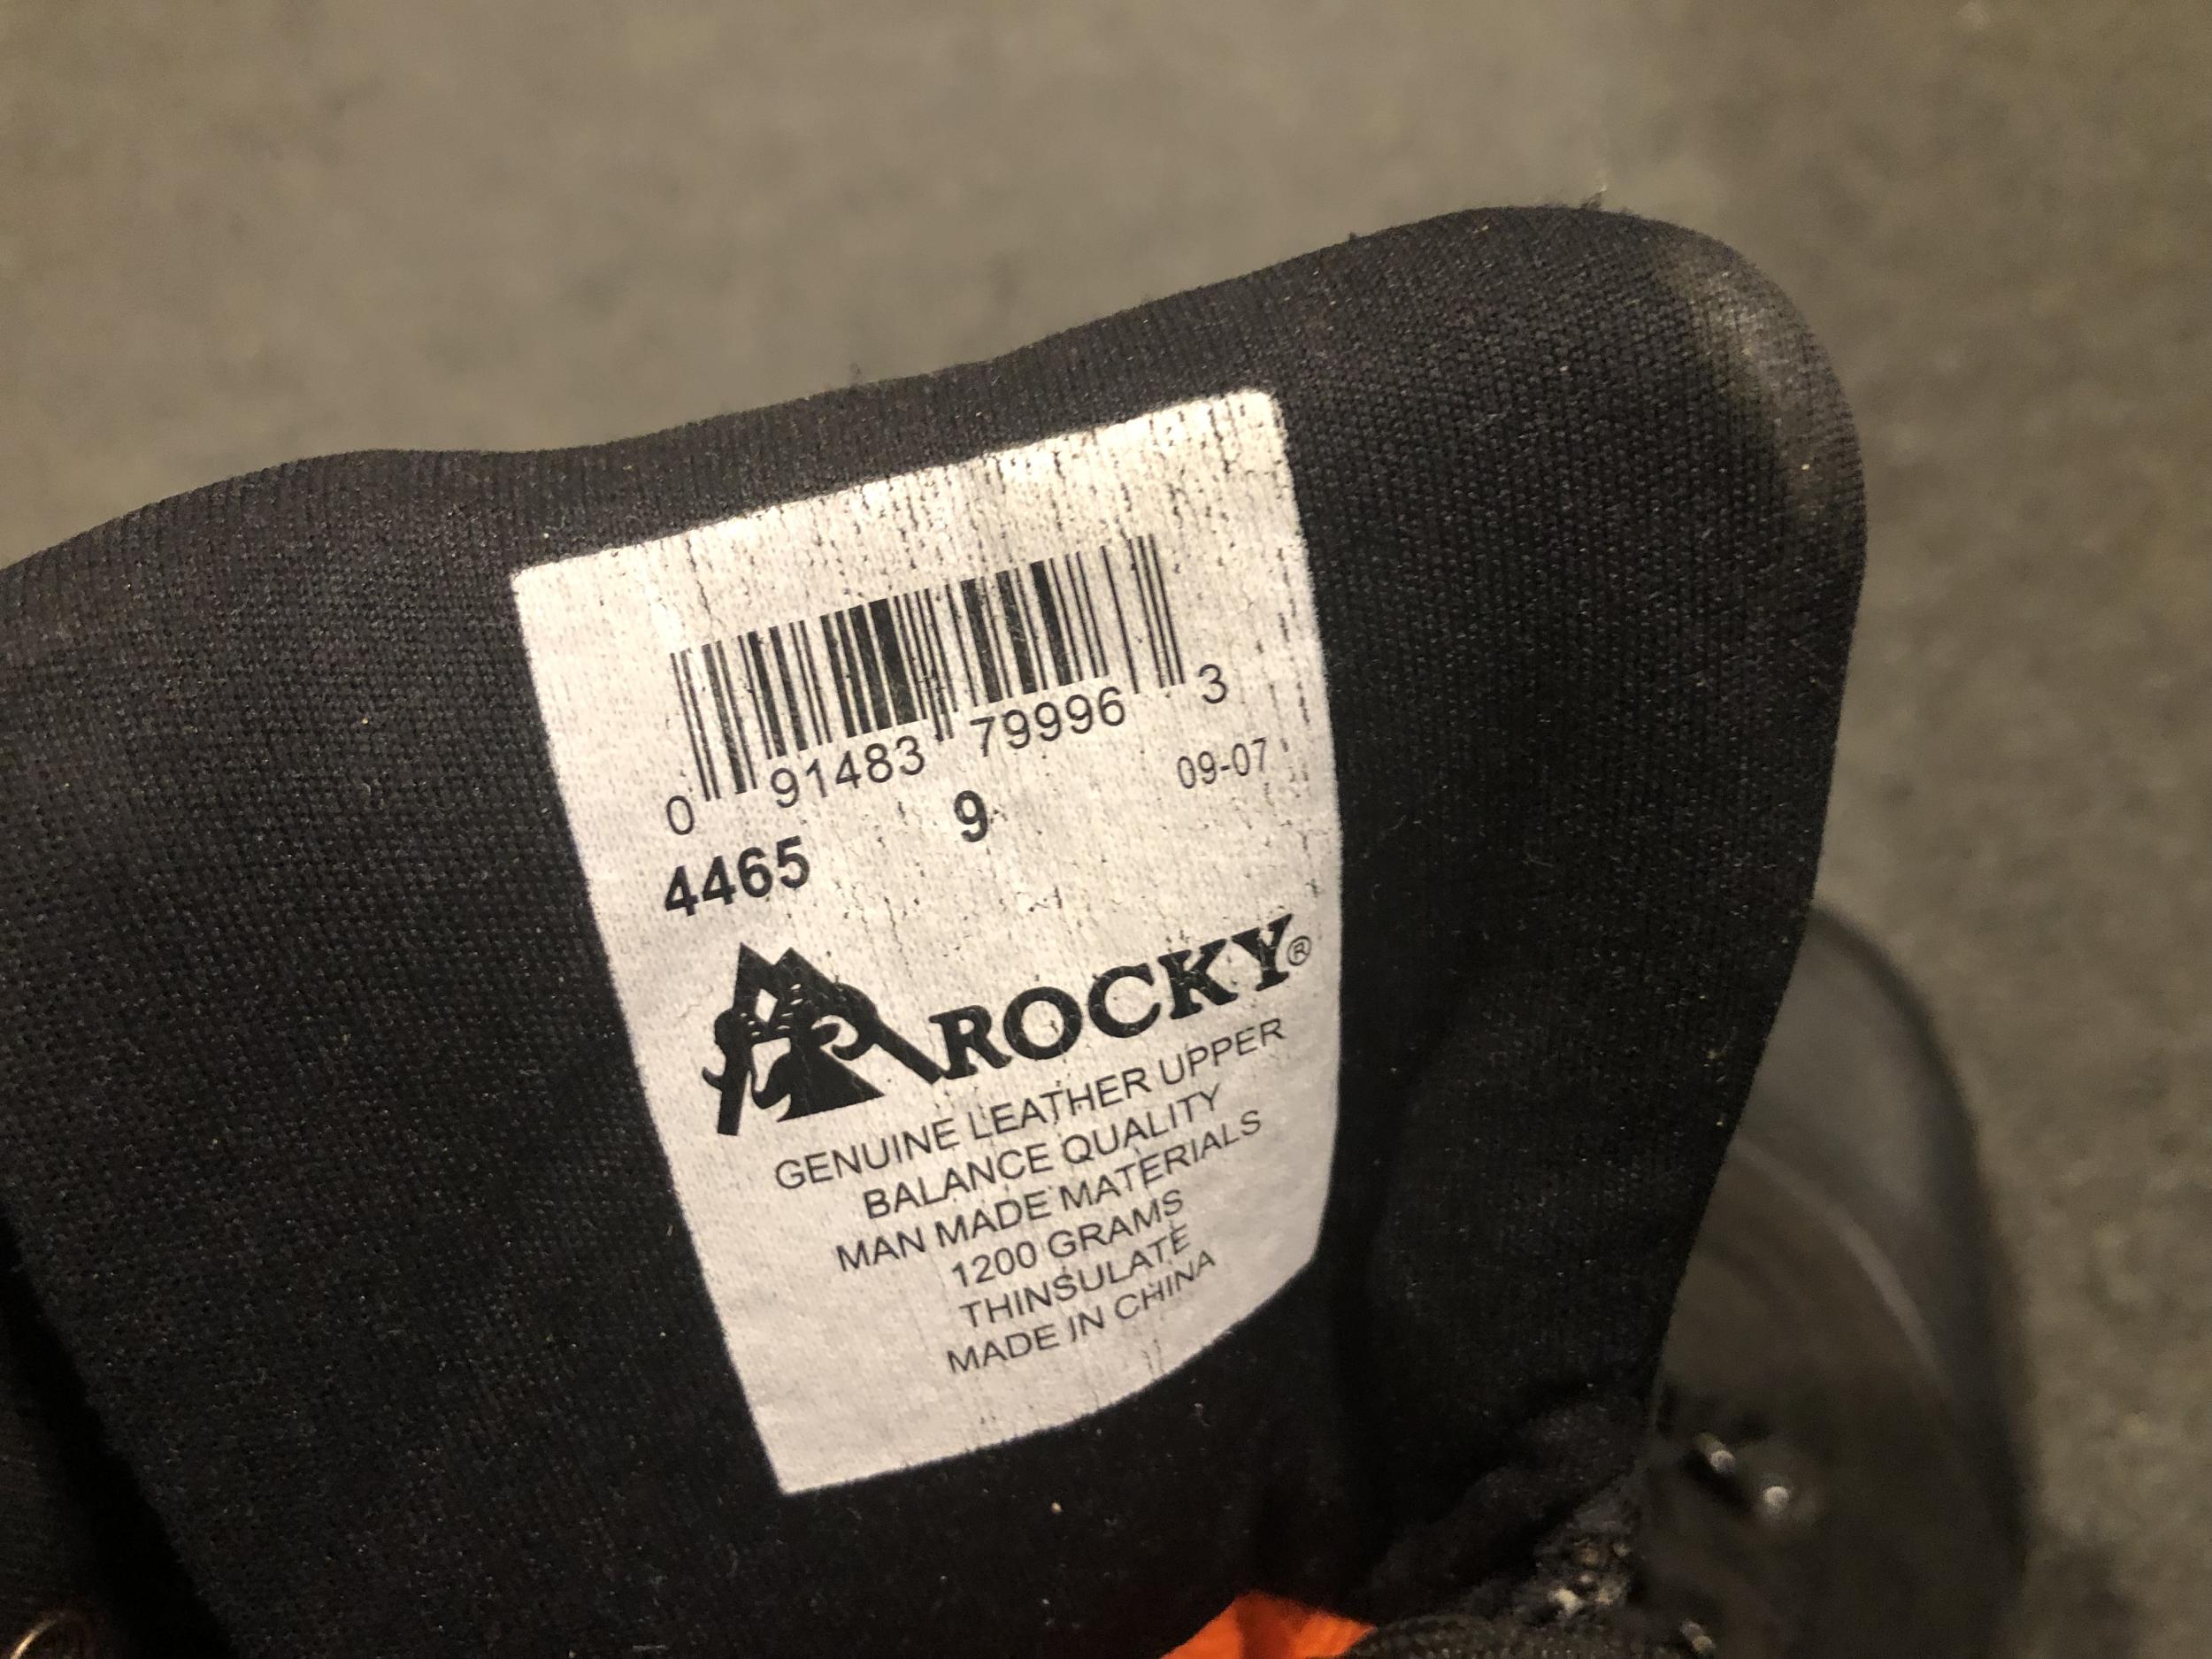 0 91483 79996 3
4465 9 09-07
ROCKY®
GENUINE LEATHER UPPER
BALANCE QUALITY
MAN MADE MATERIALS
1200 GRAMS
THINSULATE
MADE IN CHINA